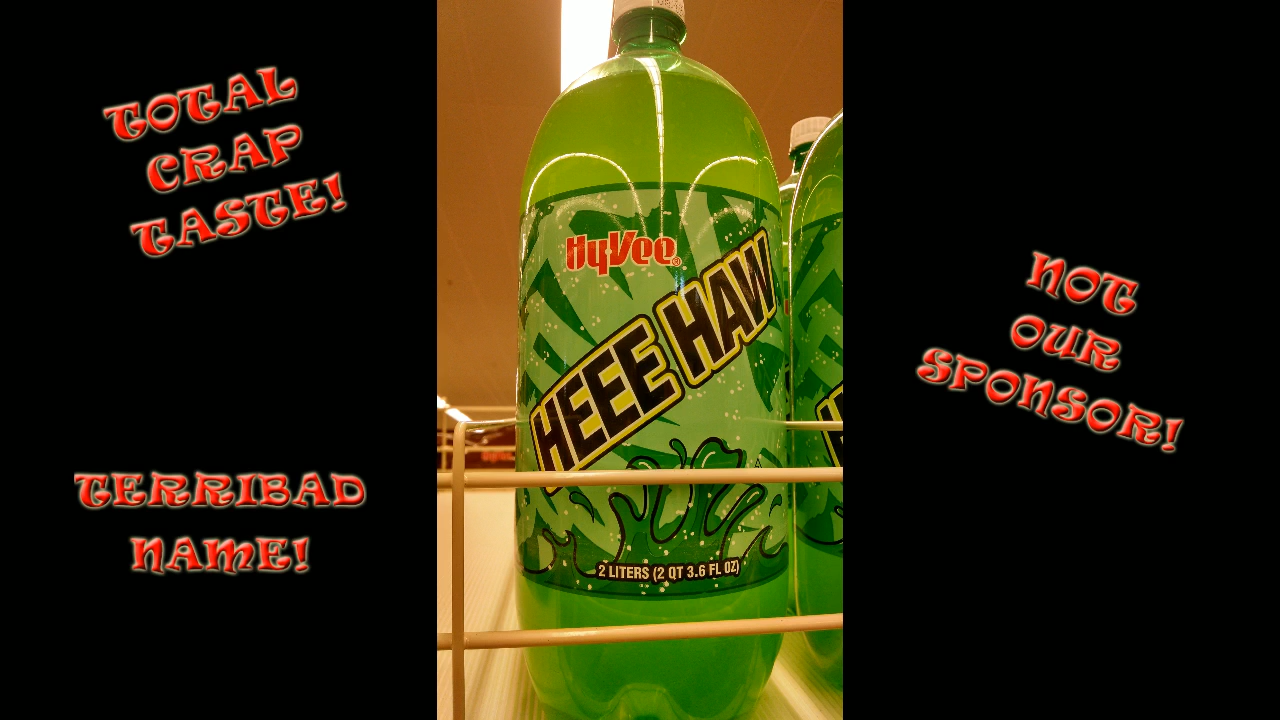 TOTAL
CRAP
TASTE!
TERRIBAD
NAME!
HyVee®
HEEE HAW
2 LITERS (2 QT 3.6 FL OZ)
NOT
OUR
SPONSOR!